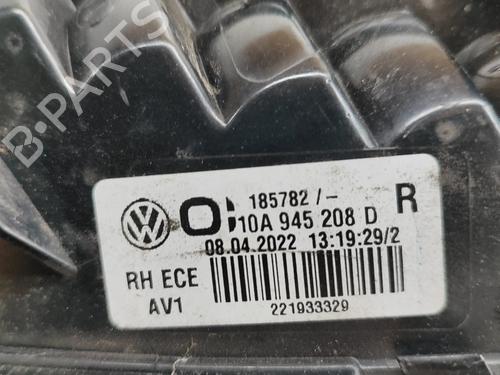 B-PARTS
185782/-
R
10A 945 208 D
08.04.2022 13:19:29/2
RH ECE
AV1
221933329